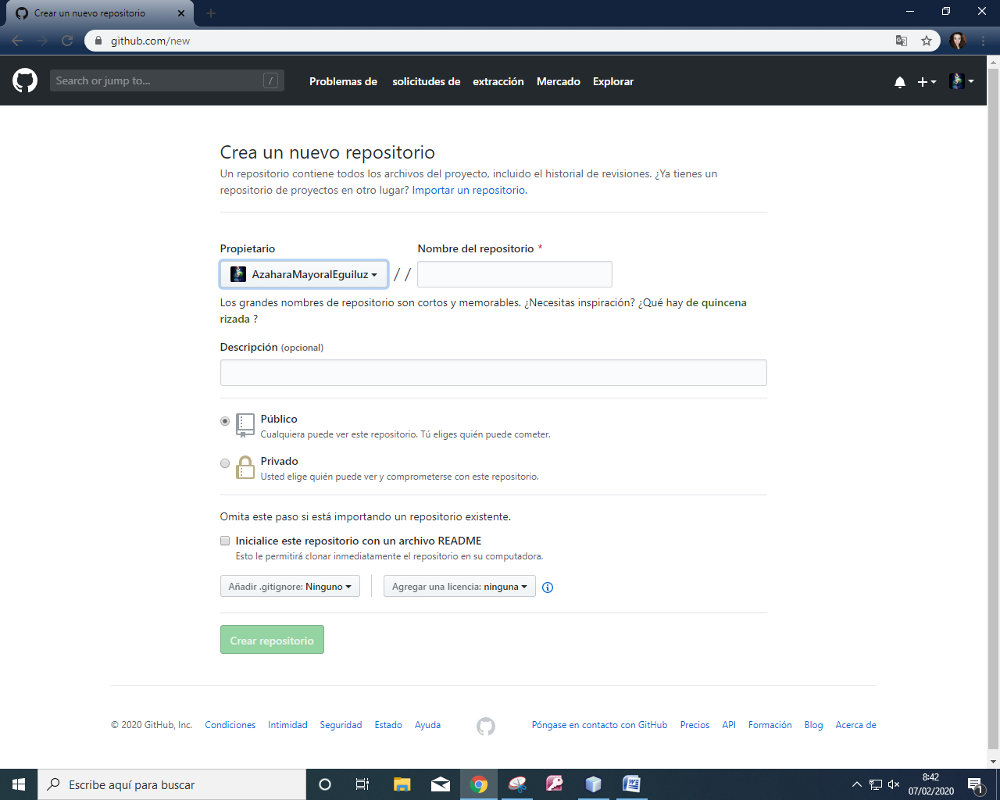 Crear un nuevo repositorio
github.com/new
Search or jump to...
/
Problemas de solicitudes de extracción Mercado Explorar
Crea un nuevo repositorio
Un repositorio contiene todos los archivos del proyecto, incluido el historial de revisiones. ¿Ya tienes un
repositorio de proyectos en otro lugar? Importar un repositorio.
Propietario
Nombre del repositorio *
AzaharaMayoralEguiluz
//
Los grandes nombres de repositorio son cortos y memorables. ¿Necesitas inspiración? ¿Qué hay de quincena
rizada ?
Descripción (opcional)
Público
Cualquiera puede ver este repositorio. Tú eliges quién puede cometer.
Privado
Usted elige quién puede ver y comprometerse con este repositorio.
Omita este paso si está importando un repositorio existente.
Inicialice este repositorio con un archivo README
Esto le permitirá clonar inmediatamente el repositorio en su computadora.
Añadir .gitignore: Ninguno
Agregar una licencia: ninguna
Crear repositorio
© 2020 GitHub, Inc. Condiciones Intimidad Seguridad Estado Ayuda Póngase en contacto con GitHub Precios API Formación Blog Acerca de
Escribe aquí para buscar
8:42
07/02/2020
1